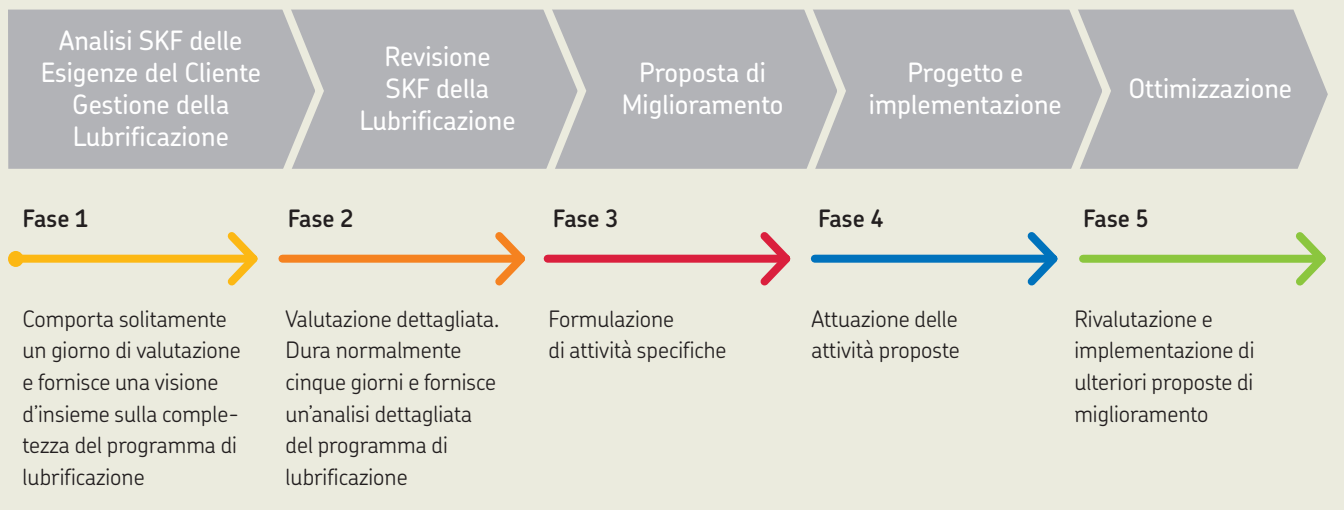 Analisi SKF delle
Esigenze del Cliente
Gestione della
Lubrificazione
Revisione
SKF della
Lubrificazione
Proposta di
Miglioramento
Progetto e
implementazione
Ottimizzazione
Fase 1
Fase 2
Fase 3
Fase 4
Fase 5
Comporta solitamente
un giorno di valutazione
e fornisce una visione
d'insieme sulla comple-
tezza del programma di
lubrificazione
Valutazione dettagliata.
Dura normalmente
cinque giorni e fornisce
un'analisi dettagliata
del programma di
lubrificazione
Formulazione
di attività specifiche
Attuazione delle
attività proposte
Rivalutazione e
implementazione di
ulteriori proposte di
miglioramento